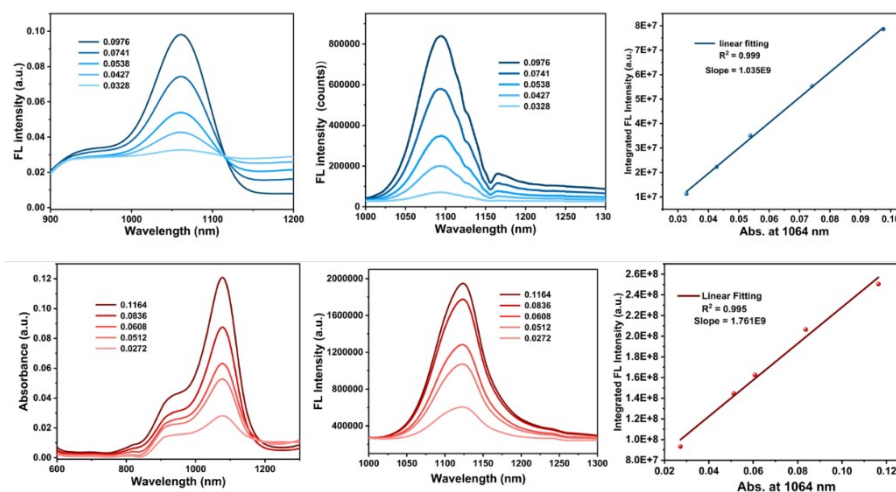 FL intensity (a.u.)
0.10
0.08
0.06
0.04
0.02
0.00
0.0976
0.0741
0.0538
0.0427
0.0328
900
1000
1100
1200
Wavelength (nm)
FL intensity (counts))
800000
600000
400000
200000
0
0.0976
0.0741
0.0538
0.0427
0.0328
1000
1050
1100
1150
1200
1250
1300
Wavelength (nm)
Integrated FL Intensity (a.u.)
8E+7
7E+7
6E+7
5E+7
4E+7
3E+7
2E+7
1E+7
linear fitting
R² = 0.999
Slope = 1.035E9
0.03
0.04
0.05
0.06
0.07
0.08
0.09
0.10
Abs. at 1064 nm
Absorbance (a.u.)
0.12
0.10
0.08
0.06
0.04
0.02
0.00
0.1164
0.0836
0.0608
0.0512
0.0272
600
800
1000
1200
Wavelength (nm)
FL Intensity (a.u.)
2000000
1600000
1200000
800000
400000
0
0.1164
0.0836
0.0608
0.0512
0.0272
1000
1050
1100
1150
1200
1250
1300
Wavelength (nm)
Integrated FL Intensity (a.u.)
2.6E+8
2.4E+8
2.2E+8
2.0E+8
1.8E+8
1.6E+8
1.4E+8
1.2E+8
1.0E+8
8.0E+7
Linear Fitting
R² = 0.995
Slope = 1.761E9
0.02
0.04
0.06
0.08
0.10
0.12
Abs. at 1064 nm